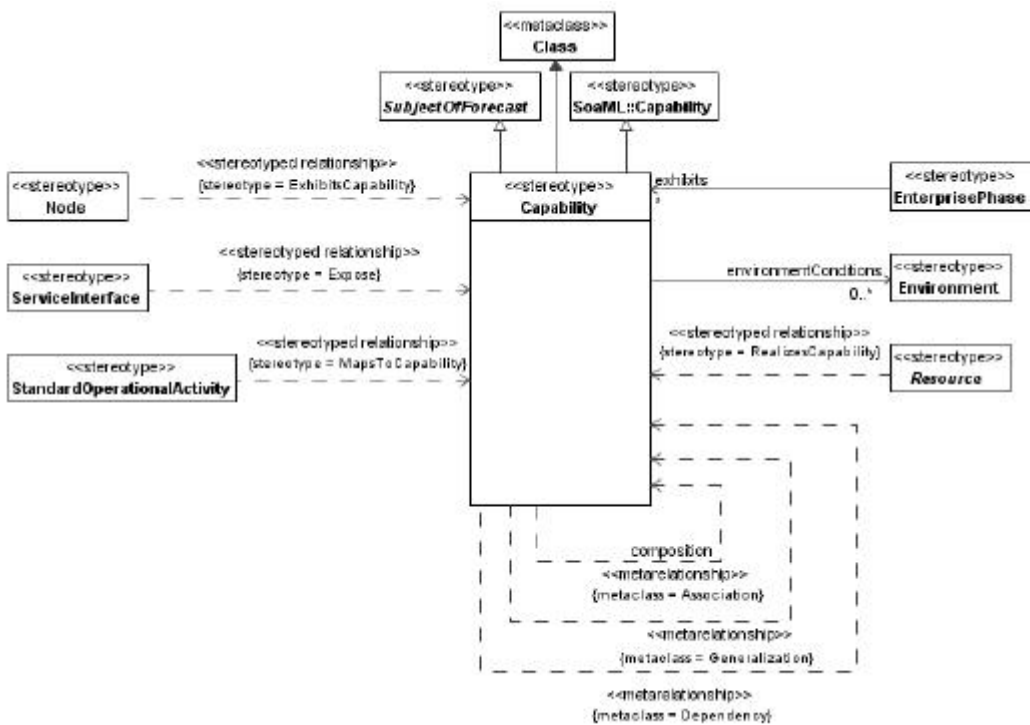 <<metaclass>>
Class
<<stereotype>>
SubjectOfForecast
<<stereotype>>
SoaML::Capability
<<stereotyped relationship>>
{stereotype = ExhibitsCapability}
<<stereotype>>
Node
<<stereotype>>
Capability
exhibits
*
<<stereotype>>
EnterprisePhase
<<stereotyped relationship>>
{stereotype = Expose}
<<stereotype>>
ServiceInterface
environmentConditions
0..*
<<stereotype>>
Environment
<<stereotyped relationship>>
{stereotype = MapsToCapability}
<<stereotype>>
StandardOperationalActivity
<<stereotyped relationship>>
{stereotype = RealizesCapability}
<<stereotype>>
Resource
composition
<<metarelationship>>
{metaclass = Association}
<<metarelationship>>
{metaclass = Generalization}
<<metarelationship>>
{metaclass = Dependency}